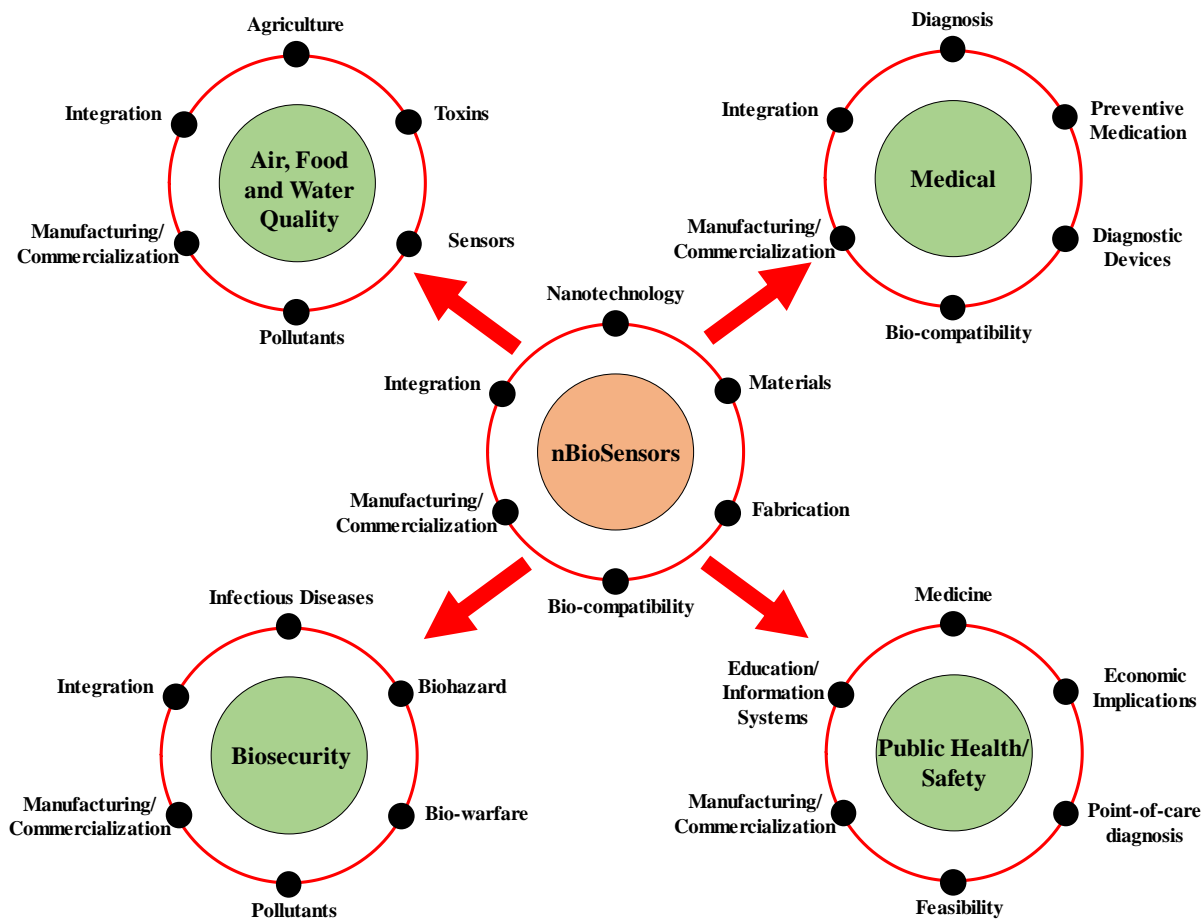 Agriculture
Integration
Toxins
Air, Food
and Water
Quality
Manufacturing/
Commercialization
Sensors
Pollutants
Diagnosis
Integration
Preventive
Medication
Medical
Manufacturing/
Commercialization
Diagnostic
Devices
Bio-compatibility
Nanotechnology
Integration
Materials
nBioSensors
Manufacturing/
Commercialization
Fabrication
Bio-compatibility
Infectious Diseases
Integration
Biohazard
Biosecurity
Manufacturing/
Commercialization
Bio-warfare
Pollutants
Medicine
Education/
Information
Systems
Economic
Implications
Public Health/
Safety
Manufacturing/
Commercialization
Point-of-care
diagnosis
Feasibility